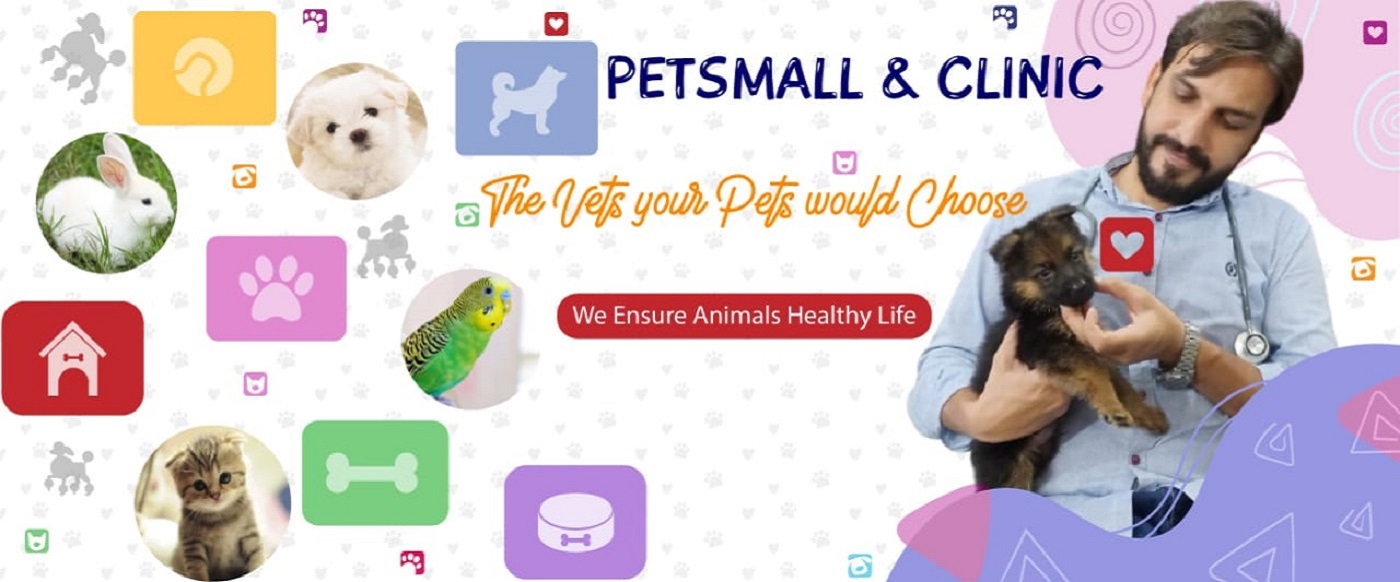 PETSMALL & CLINIC
The Vets your Pets would Choose
We Ensure Animals Healthy Life